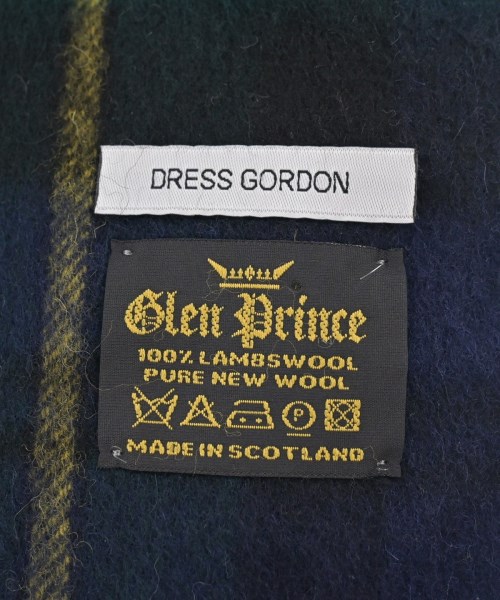 DRESS GORDON
Glen Prince
100% LAMBSWOOL
PURE NEW WOOL
P
MADE IN SCOTLAND